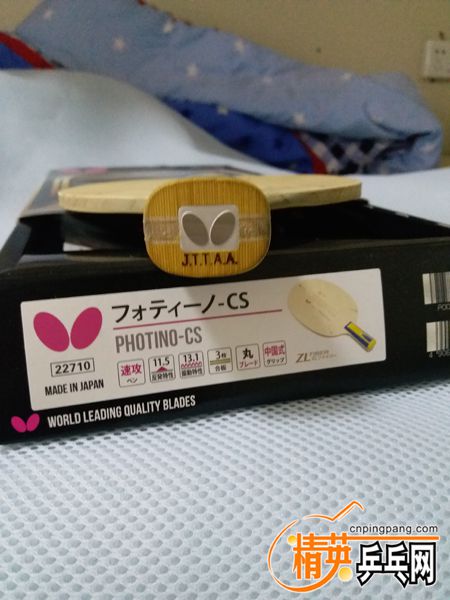 J.T.T.A.A.
フォティーノ-CS
PHOTINO-CS
22710
MADE IN JAPAN
速攻 ペン
11.5 反発特性
13.1 振動特性
3枚 合板
丸 ブレード
中国式 グリップ
WORLD LEADING QUALITY BLADES
cnpingpang.com
精英乒乓网